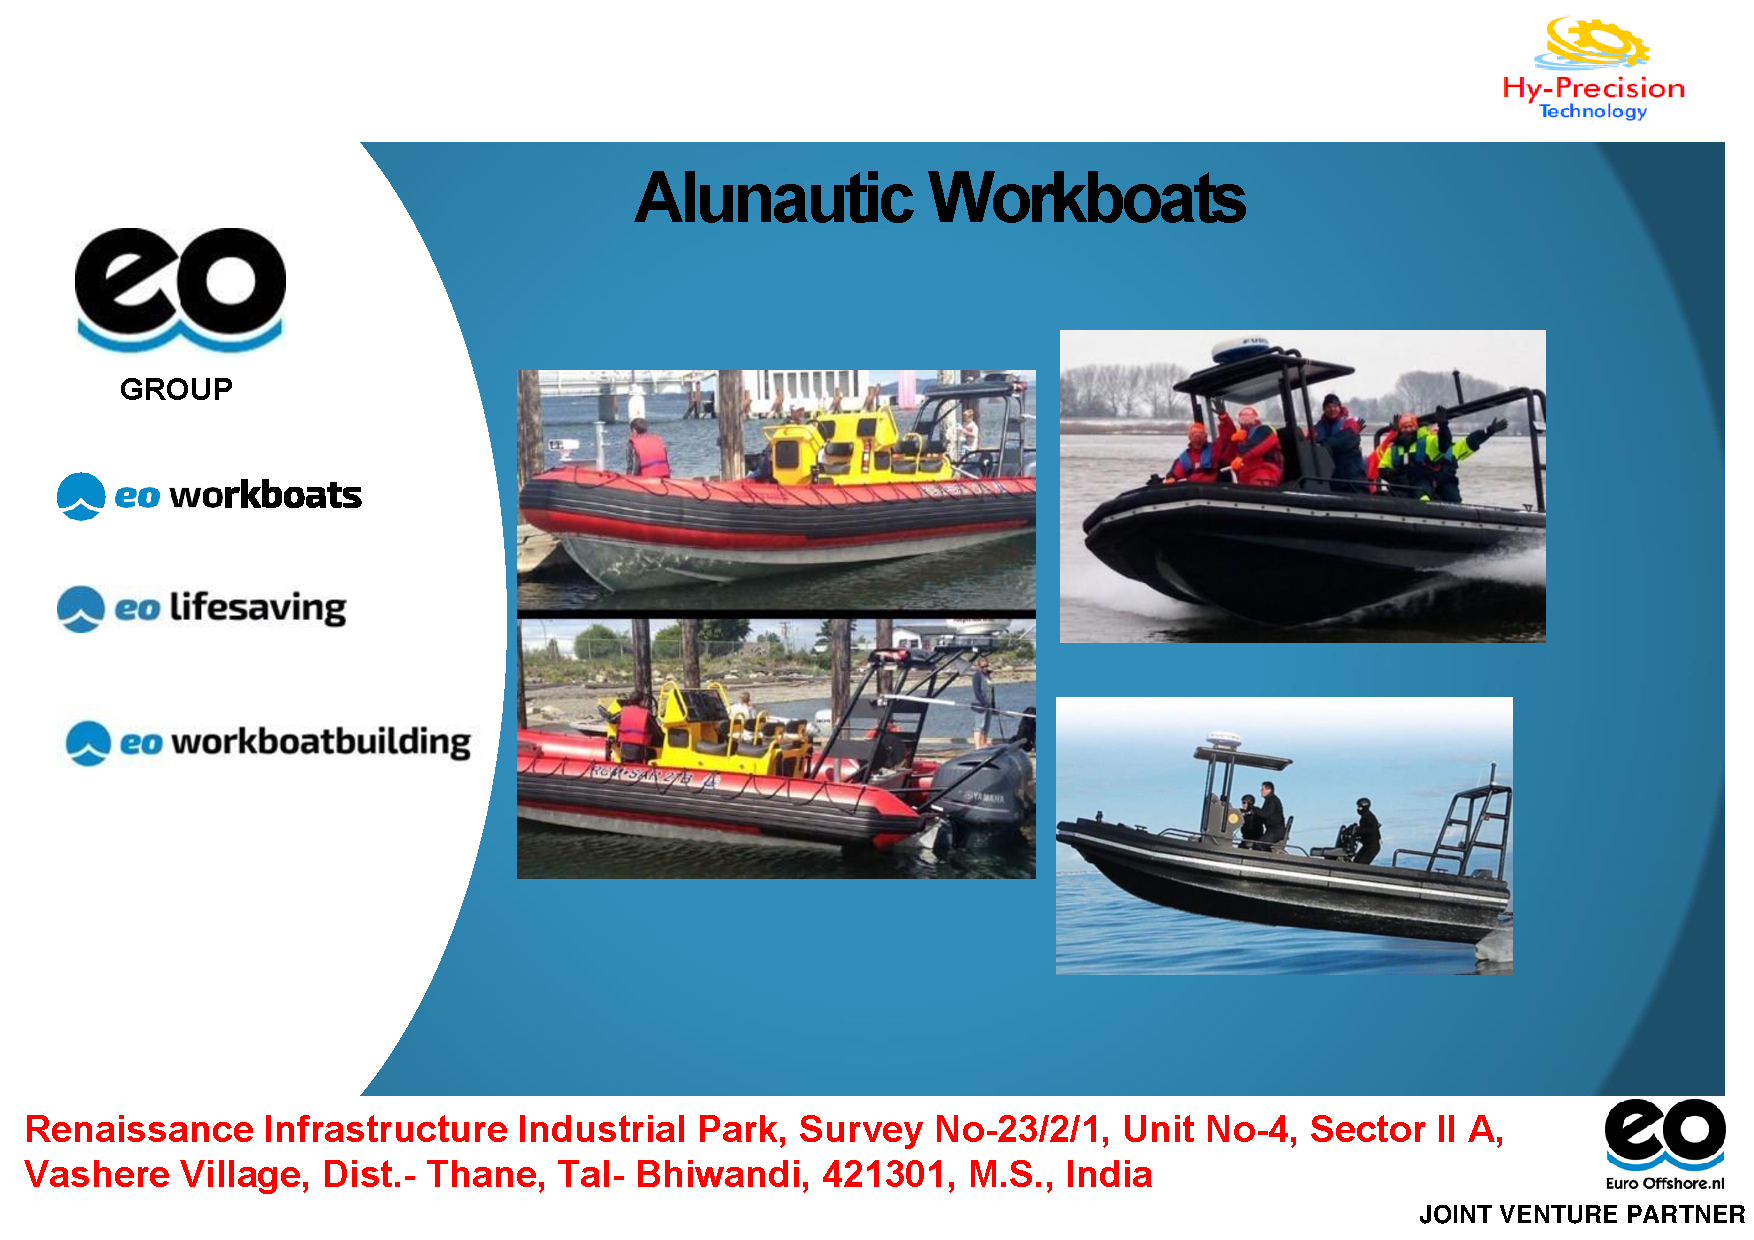 Hy-Precision
Technology
Alunautic Workboats
eo
GROUP
eo workboats
eo lifesaving
eo workboatbuilding
YAMAHA
Renaissance Infrastructure Industrial Park, Survey No-23/2/1, Unit No-4, Sector II A,
Vashere Village, Dist.- Thane, Tal- Bhiwandi, 421301, M.S., India
eo
Euro Offshore.nl
JOINT VENTURE PARTNER